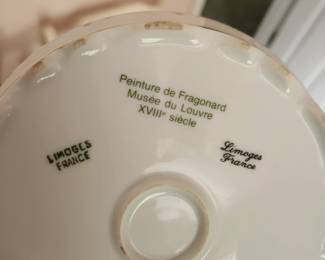 Peinture de Fragonard
Musée du Louvre
XVIIIe siècle
LIMOGES
FRANCE
Limoges
France